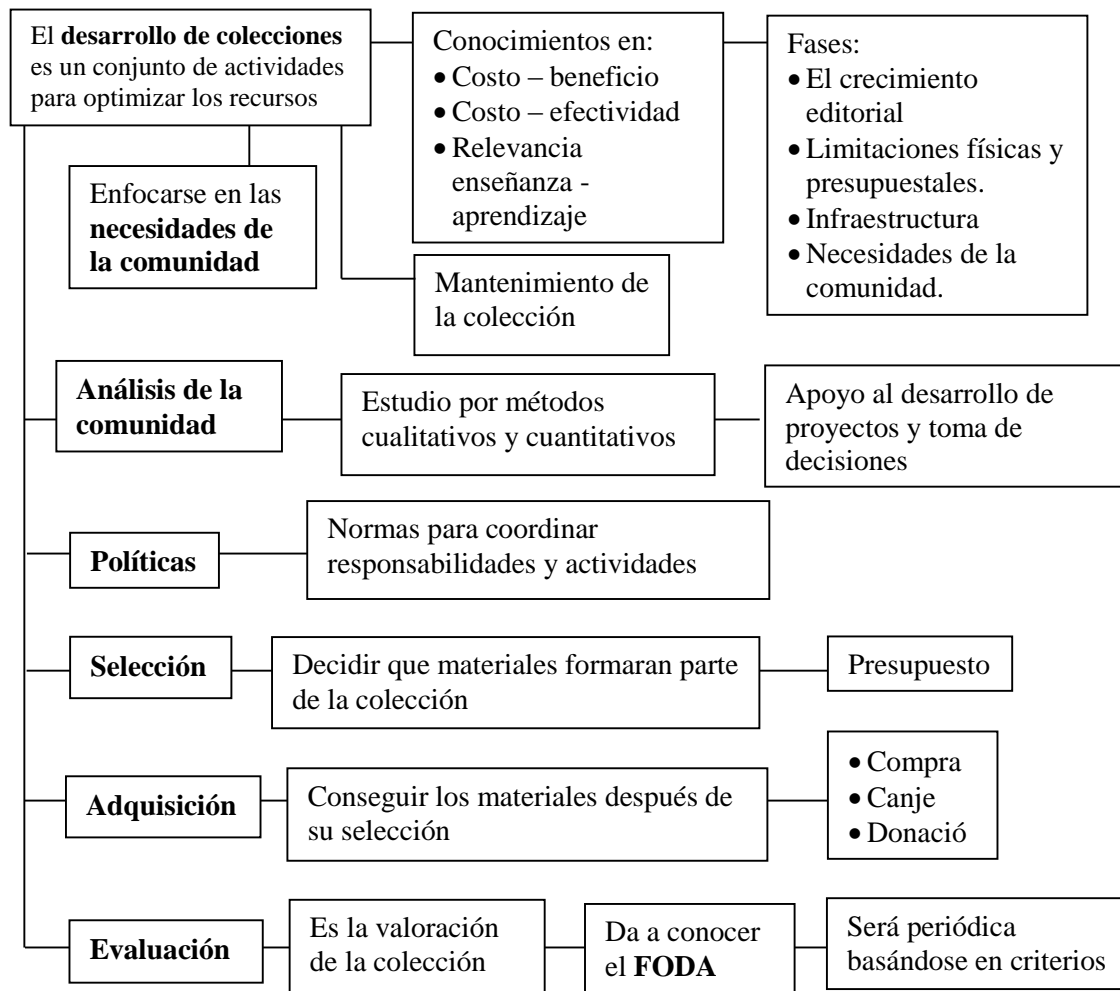 El desarrollo de colecciones
es un conjunto de actividades
para optimizar los recursos
Conocimientos en:
• Costo – beneficio
• Costo – efectividad
• Relevancia
enseñanza -
aprendizaje
Fases:
• El crecimiento
editorial
• Limitaciones físicas y
presupuestales.
• Infraestructura
• Necesidades de la
comunidad.
Enfocarse en las
necesidades de
la comunidad
Mantenimiento de
la colección
Análisis de la
comunidad
Estudio por métodos
cualitativos y cuantitativos
Apoyo al desarrollo de
proyectos y toma de
decisiones
Políticas
Normas para coordinar
responsabilidades y actividades
Selección
Decidir que materiales formaran parte
de la colección
Presupuesto
Adquisición
Conseguir los materiales después de
su selección
• Compra
• Canje
• Donació
Evaluación
Es la valoración
de la colección
Da a conocer
el FODA
Será periódica
basándose en criterios